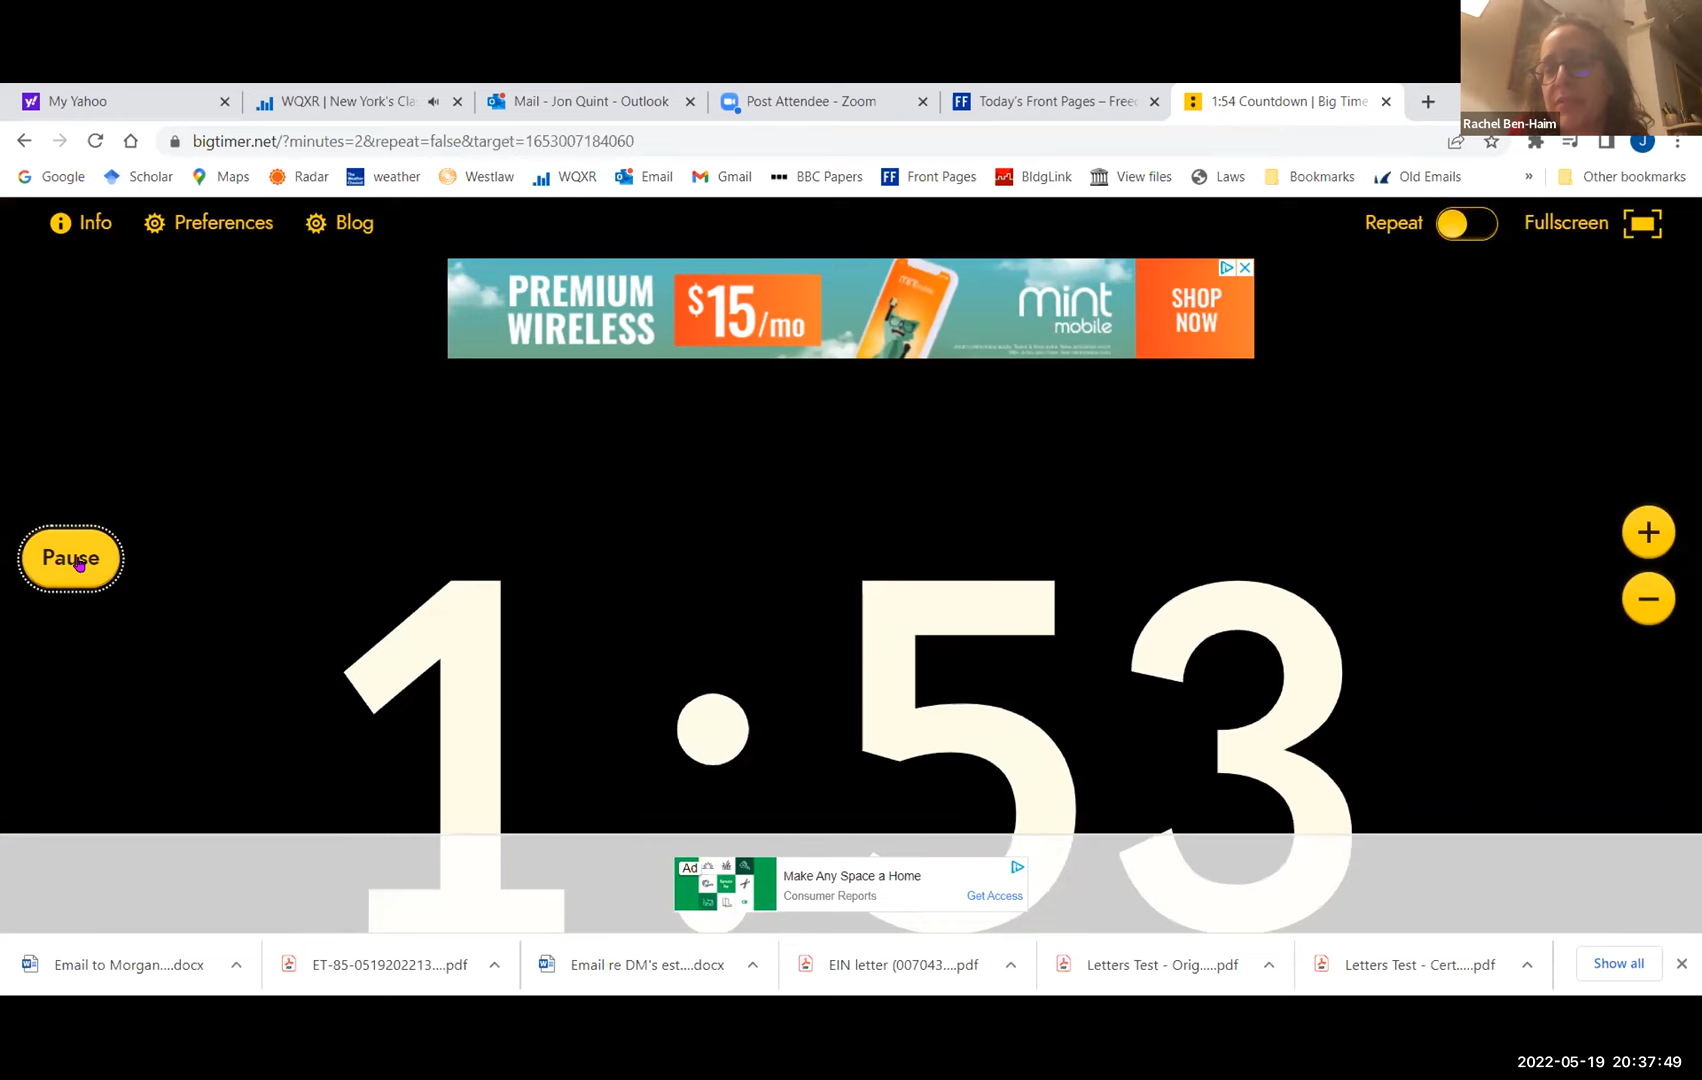 My Yahoo
WQXR | New York's Cla
Mail - Jon Quint - Outlook
Post Attendee - Zoom
FF Today's Front Pages – Freed
1:54 Countdown | Big Time
Rachel Ben-Haim
bigtimer.net/?minutes=2&repeat=false&target=1653007184060
J
Google
Scholar
Maps
Radar
weather
Westlaw
WQXR
Email
Gmail
BBC Papers
FF Front Pages
BldgLink
View files
Laws
Bookmarks
Old Emails
»
Other bookmarks
Info
Preferences
Blog
Repeat
Fullscreen
PREMIUM
WIRELESS
$15/mo
mint
mobile
SHOP
NOW
Pause
+
−
1:53
Ad
Make Any Space a Home
Consumer Reports
Get Access
Email to Morgan....docx
ET-85-0519202213....pdf
Email re DM's est....docx
EIN letter (007043....pdf
Letters Test - Orig.....pdf
Letters Test - Cert.....pdf
Show all
2022-05-19 20:37:49